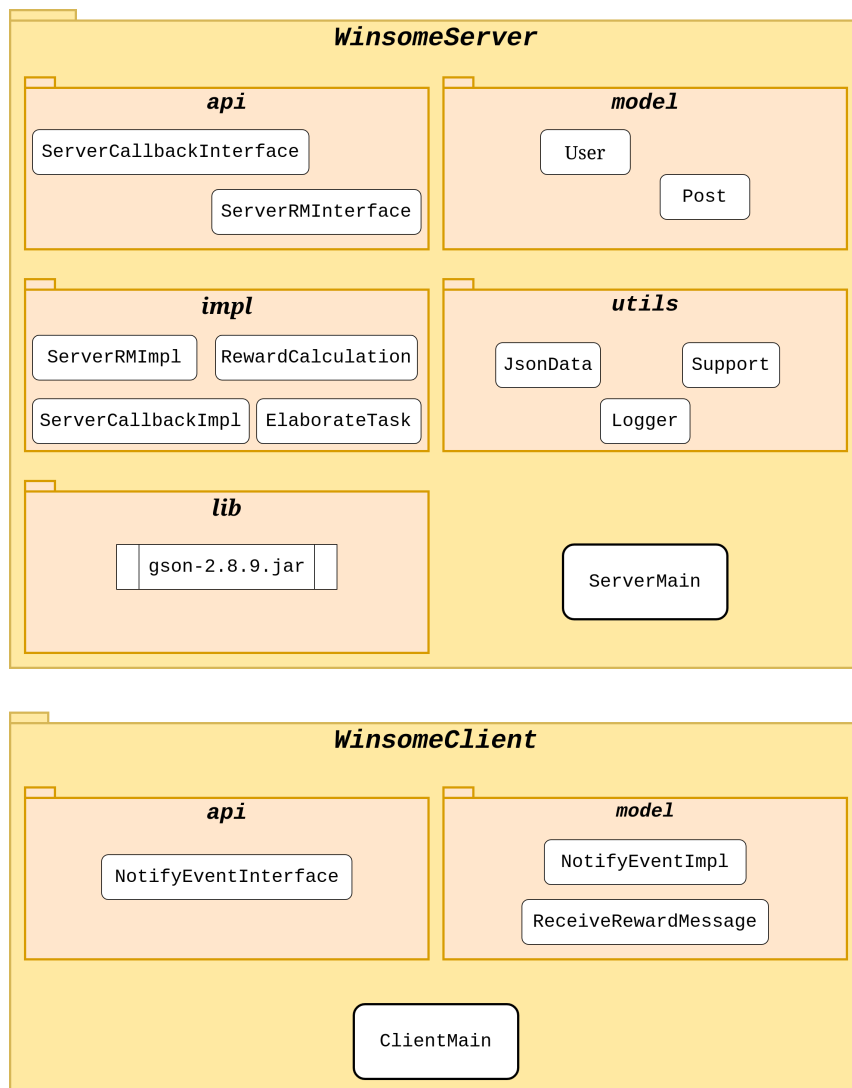 WinsomeServer
api
ServerCallbackInterface
ServerRMInterface
model
User
Post
impl
ServerRMImpl
RewardCalculation
ServerCallbackImpl
ElaborateTask
utils
JsonData
Support
Logger
lib
gson-2.8.9.jar
ServerMain
WinsomeClient
api
NotifyEventInterface
model
NotifyEventImpl
ReceiveRewardMessage
ClientMain